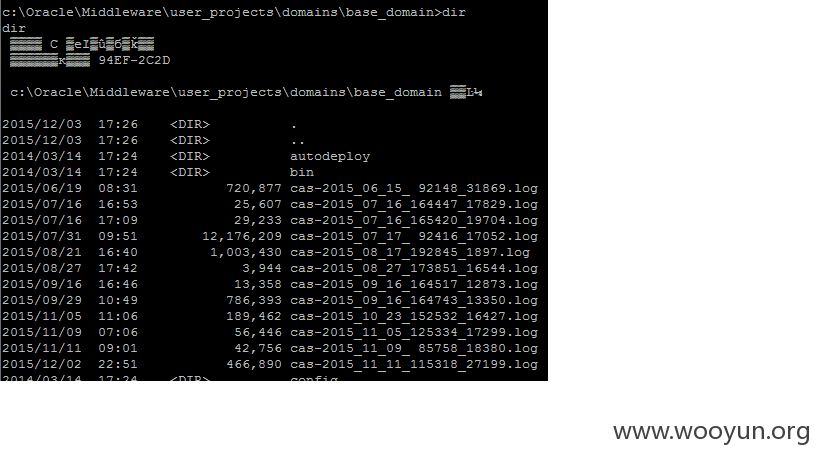 c:\Oracle\Middleware\user_projects\domains\base_domain>dir
dir
C
94EF-2C2D
c:\Oracle\Middleware\user_projects\domains\base_domain
2015/12/03  17:26    <DIR>          .
2015/12/03  17:26    <DIR>          ..
2014/03/14  17:24    <DIR>          autodeploy
2014/03/14  17:24    <DIR>          bin
2015/06/19  08:31           720,877 cas-2015_06_15_ 92148_31869.log
2015/07/16  16:53            25,607 cas-2015_07_16_164447_17829.log
2015/07/16  17:09            29,233 cas-2015_07_16_165420_19704.log
2015/07/31  09:51        12,176,209 cas-2015_07_17_ 92416_17052.log
2015/08/21  16:40         1,003,430 cas-2015_08_17_192845_1897.log
2015/08/27  17:42             3,944 cas-2015_08_27_173851_16544.log
2015/09/16  16:46            13,358 cas-2015_09_16_164517_12873.log
2015/09/29  10:49           786,393 cas-2015_09_16_164743_13350.log
2015/11/05  11:06           189,462 cas-2015_10_23_152532_16427.log
2015/11/09  07:06            56,446 cas-2015_11_05_125334_17299.log
2015/11/11  09:01            42,756 cas-2015_11_09_ 85758_18380.log
2015/12/02  22:51           466,890 cas-2015_11_11_115318_27199.log
2014/03/14  17:24    <DIR>          config
www.wooyun.org